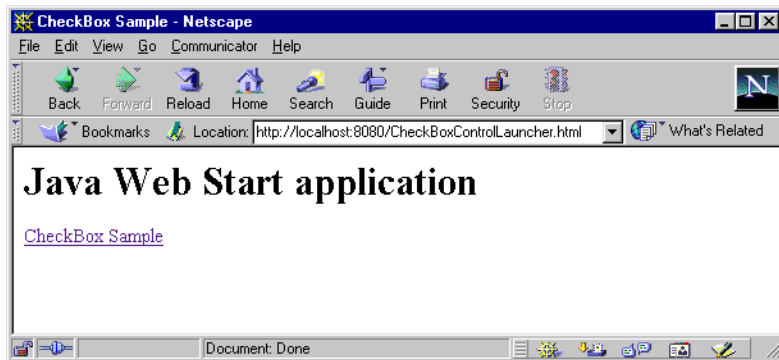 CheckBox Sample - Netscape
File Edit View Go Communicator Help
Back Forward Reload Home Search Guide Print Security Stop
N
Bookmarks Location: http://localhost:8080/CheckBoxControlLauncher.html What's Related
Java Web Start application
CheckBox Sample
Document: Done